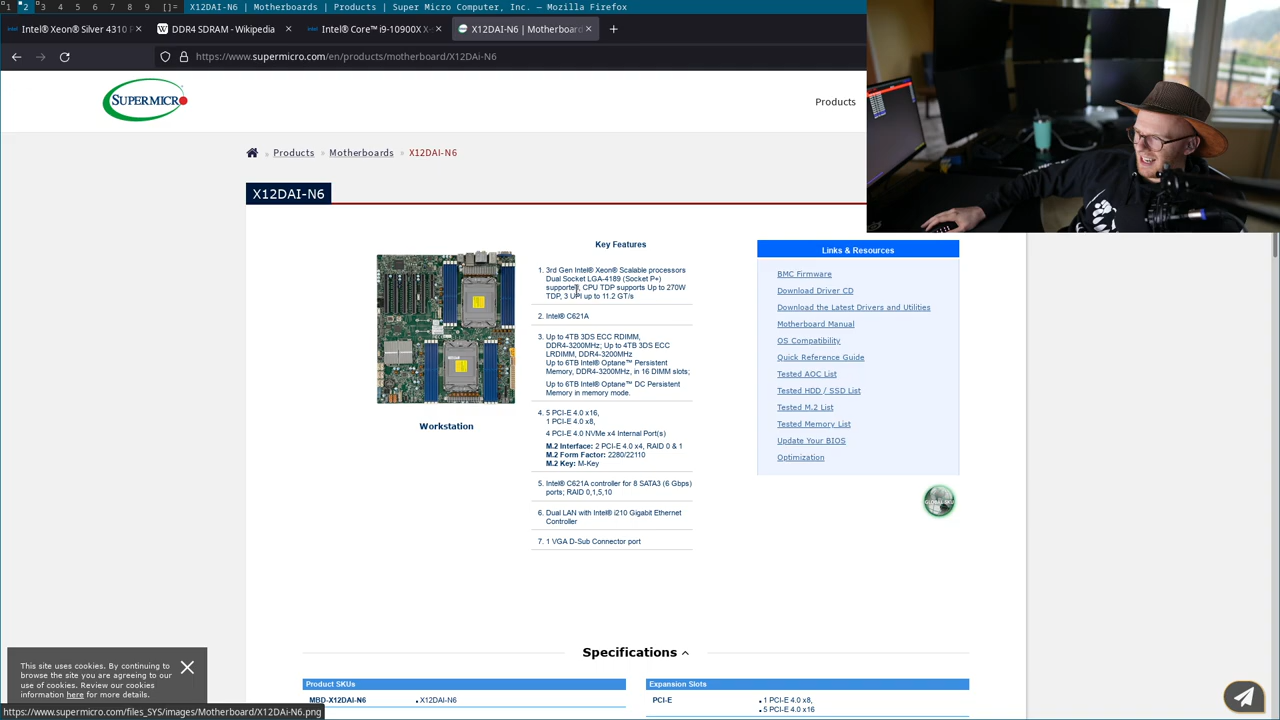 1 2 3 4 5 6 7 8 9 []= X12DAI-N6 | Motherboards | Products | Super Micro Computer, Inc. — Mozilla Firefox
Intel® Xeon® Silver 4310
DDR4 SDRAM - Wikipedia
Intel® Core™ i9-10900X X-
X12DAI-N6 | Motherboard
https://www.supermicro.com/en/products/motherboard/X12DAi-N6
SUPERMICRO
Products
Products » Motherboards » X12DAI-N6
X12DAI-N6
Workstation
Key Features
1. 3rd Gen Intel® Xeon® Scalable processors
Dual Socket LGA-4189 (Socket P+)
supported, CPU TDP supports Up to 270W
TDP, 3 UPI up to 11.2 GT/s
2. Intel® C621A
3. Up to 4TB 3DS ECC RDIMM,
DDR4-3200MHz; Up to 4TB 3DS ECC
LRDIMM, DDR4-3200MHz
Up to 6TB Intel® Optane™ Persistent
Memory, DDR4-3200MHz, in 16 DIMM slots;
Up to 6TB Intel® Optane™ DC Persistent
Memory in memory mode.
4. 5 PCI-E 4.0 x16,
1 PCI-E 4.0 x8,
4 PCI-E 4.0 NVMe x4 Internal Port(s)
M.2 Interface: 2 PCI-E 4.0 x4, RAID 0 & 1
M.2 Form Factor: 2280/22110
M.2 Key: M-Key
5. Intel® C621A controller for 8 SATA3 (6 Gbps)
ports; RAID 0,1,5,10
6. Dual LAN with Intel® i210 Gigabit Ethernet
Controller
7. 1 VGA D-Sub Connector port
Links & Resources
BMC Firmware
Download Driver CD
Download the Latest Drivers and Utilities
Motherboard Manual
OS Compatibility
Quick Reference Guide
Tested AOC List
Tested HDD / SSD List
Tested M.2 List
Tested Memory List
Update Your BIOS
Optimization
GLOBAL SKU
Specifications
Product SKUs
MBD-X12DAI-N6
▪ X12DAI-N6
Expansion Slots
PCI-E
▪ 1 PCI-E 4.0 x8,
▪ 5 PCI-E 4.0 x16
This site uses cookies. By continuing to
browse the site you are agreeing to our
use of cookies. Review our cookies
information here for more details.
https://www.supermicro.com/files_SYS/images/Motherboard/X12DAi-N6.png